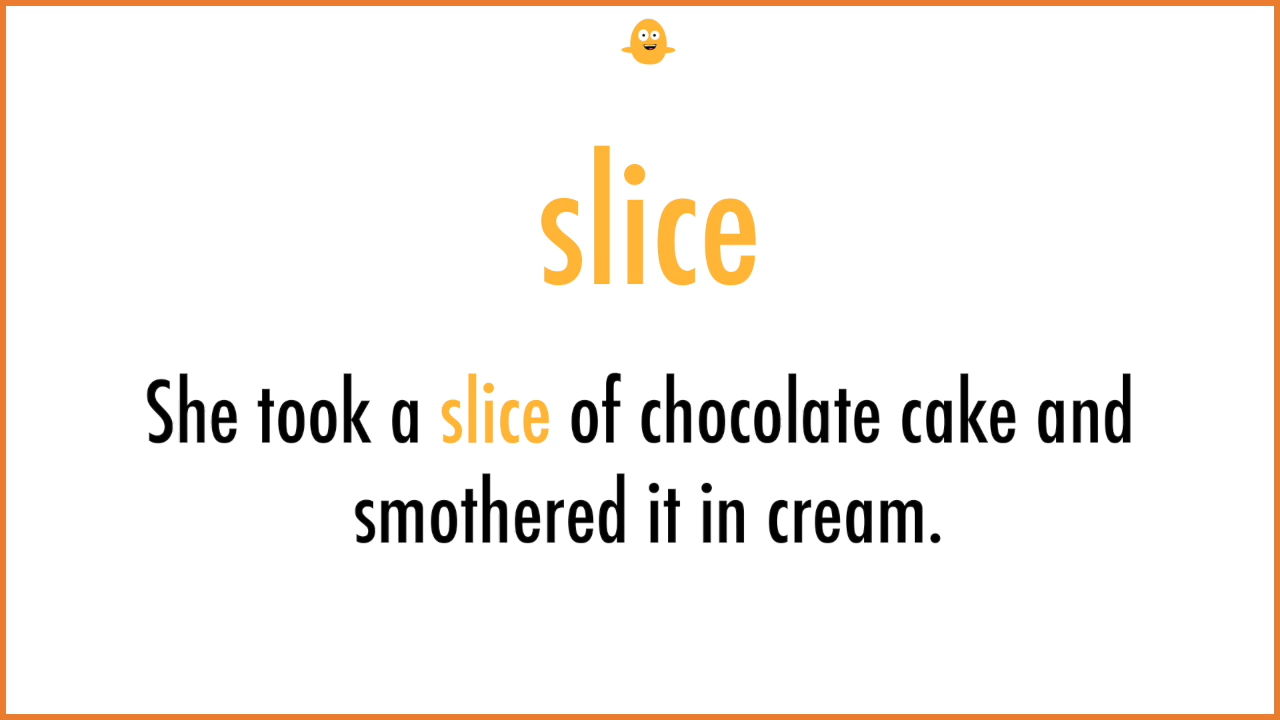 slice
She took a slice of chocolate cake and
smothered it in cream.